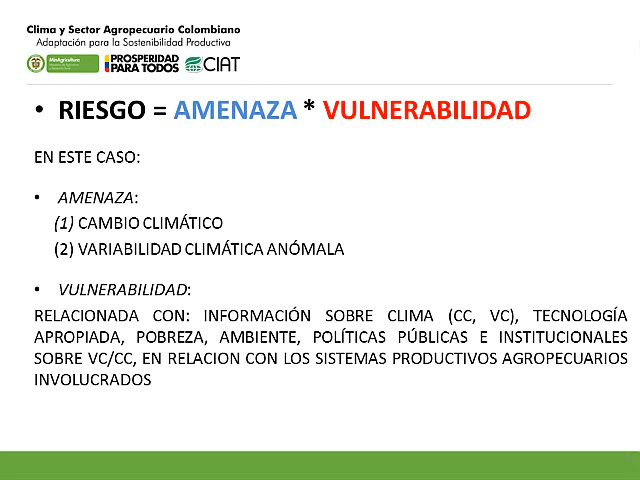 Clima y Sector Agropecuario Colombiano
Adaptación para la Sostenibilidad Productiva
MinAgricultura
PROSPERIDAD
PARA TODOS
CIAT
• RIESGO = AMENAZA * VULNERABILIDAD
EN ESTE CASO:
• AMENAZA:
(1) CAMBIO CLIMÁTICO
(2) VARIABILIDAD CLIMÁTICA ANÓMALA
• VULNERABILIDAD:
RELACIONADA CON: INFORMACIÓN SOBRE CLIMA (CC, VC), TECNOLOGÍA
APROPIADA, POBREZA, AMBIENTE, POLÍTICAS PÚBLICAS E INSTITUCIONALES
SOBRE VC/CC, EN RELACION CON LOS SISTEMAS PRODUCTIVOS AGROPECUARIOS
INVOLUCRADOS